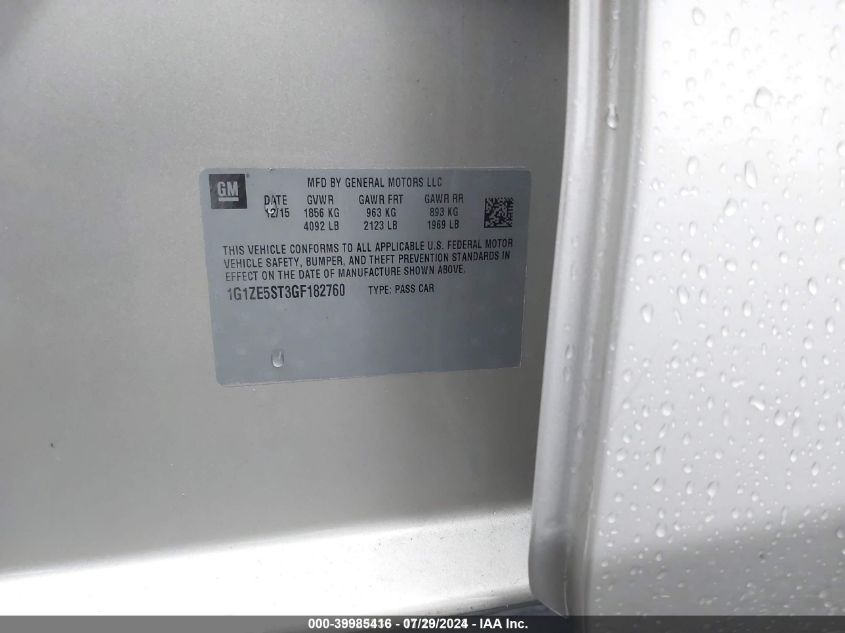 GM
MFD BY GENERAL MOTORS LLC
DATE GVWR GAWR FRT GAWR RR
12/15 1856 KG 963 KG 893 KG
4092 LB 2123 LB 1969 LB
THIS VEHICLE CONFORMS TO ALL APPLICABLE U.S. FEDERAL MOTOR
VEHICLE SAFETY, BUMPER, AND THEFT PREVENTION STANDARDS IN
EFFECT ON THE DATE OF MANUFACTURE SHOWN ABOVE.
1G1ZE5ST3GF182760 TYPE: PASS CAR
000-39985416 - 07/29/2024 - IAA Inc.